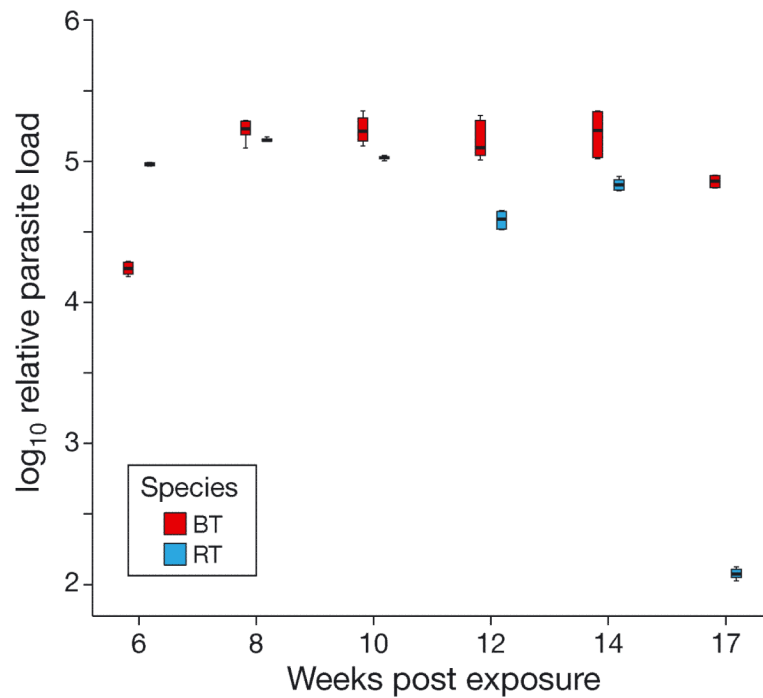 log10 relative parasite load
6
5
4
3
2
Species
BT
RT
6 8 10 12 14 17
Weeks post exposure